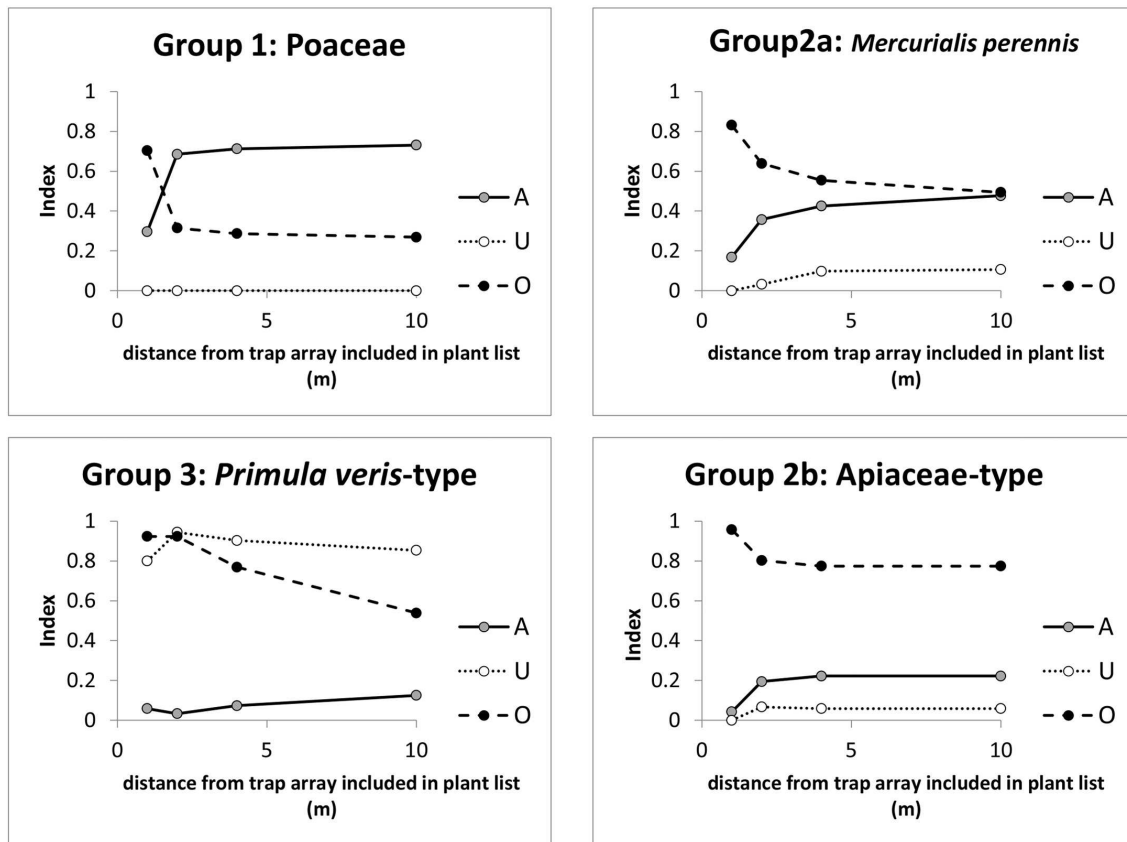 Group 1: Poaceae
1
0.8
0.6
0.4
0.2
0
Index
0 5 10
distance from trap array included in plant list
(m)
A
U
O
Group2a: Mercurialis perennis
1
0.8
0.6
0.4
0.2
0
Index
0 5 10
distance from trap array included in plant list
(m)
A
U
O
Group 3: Primula veris-type
1
0.8
0.6
0.4
0.2
0
Index
0 5 10
distance from trap array included in plant list
(m)
A
U
O
Group 2b: Apiaceae-type
1
0.8
0.6
0.4
0.2
0
Index
0 5 10
distance from trap array included in plant list
(m)
A
U
O